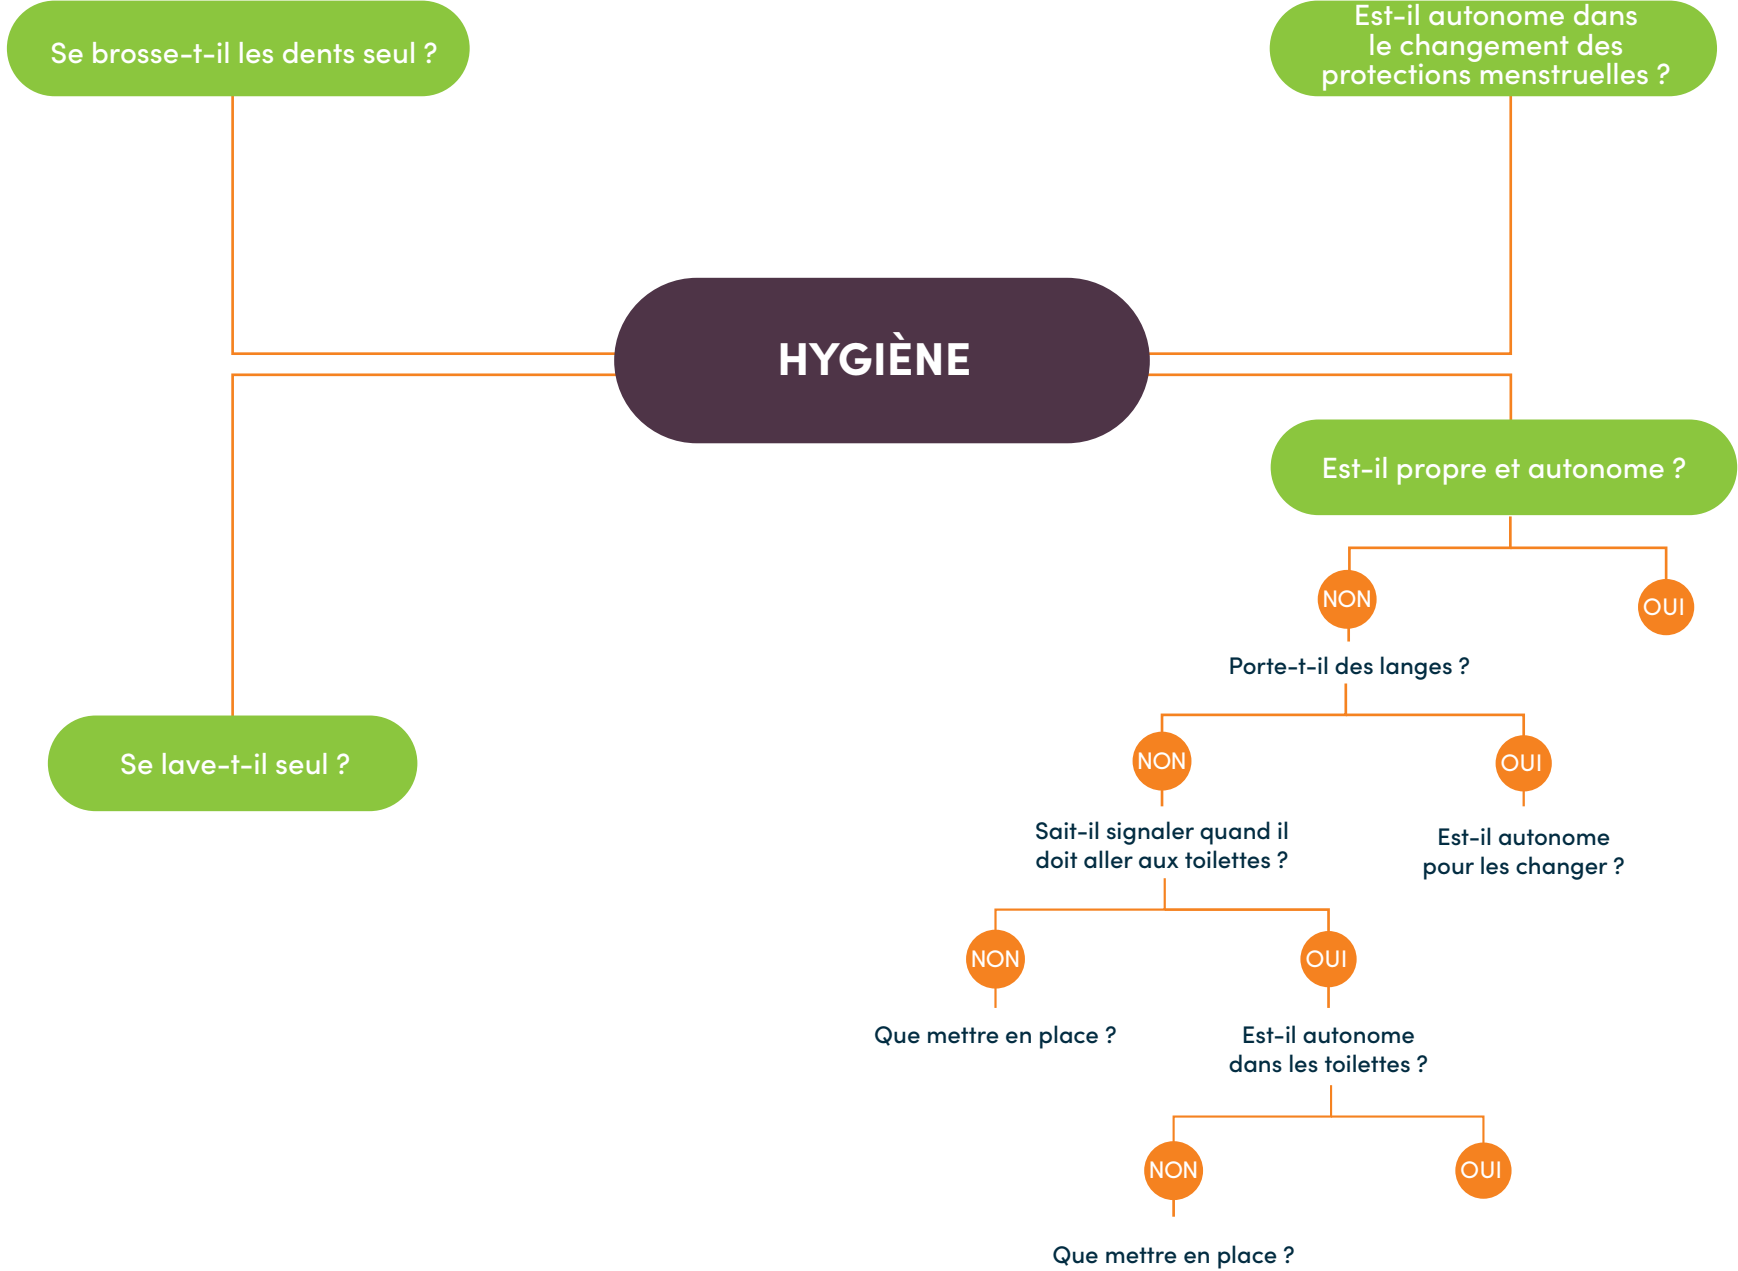 Se brosse-t-il les dents seul ?
Est-il autonome dans
le changement des
protections menstruelles ?
HYGIÈNE
Est-il propre et autonome ?
NON
OUI
Porte-t-il des langes ?
Se lave-t-il seul ?
NON
OUI
Sait-il signaler quand il
doit aller aux toilettes ?
Est-il autonome
pour les changer ?
NON
OUI
Que mettre en place ?
Est-il autonome
dans les toilettes ?
NON
OUI
Que mettre en place ?